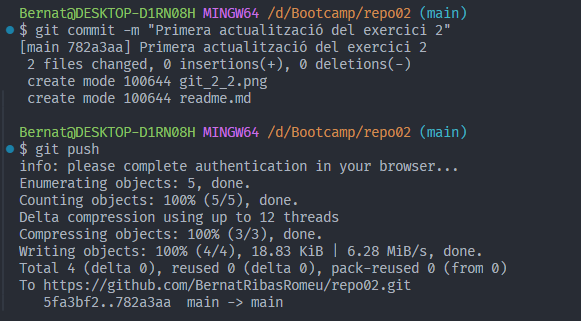 Bernat@DESKTOP-D1RN08H MINGW64 /d/Bootcamp/repo02 (main)
$ git commit -m "Primera actualització del exercici 2"
[main 782a3aa] Primera actualització del exercici 2
 2 files changed, 0 insertions(+), 0 deletions(-)
 create mode 100644 git_2_2.png
 create mode 100644 readme.md
Bernat@DESKTOP-D1RN08H MINGW64 /d/Bootcamp/repo02 (main)
$ git push
info: please complete authentication in your browser...
Enumerating objects: 5, done.
Counting objects: 100% (5/5), done.
Delta compression using up to 12 threads
Compressing objects: 100% (3/3), done.
Writing objects: 100% (4/4), 18.83 KiB | 6.28 MiB/s, done.
Total 4 (delta 0), reused 0 (delta 0), pack-reused 0 (from 0)
To https://github.com/BernatRibasRomeu/repo02.git
   5fa3bf2..782a3aa  main -> main